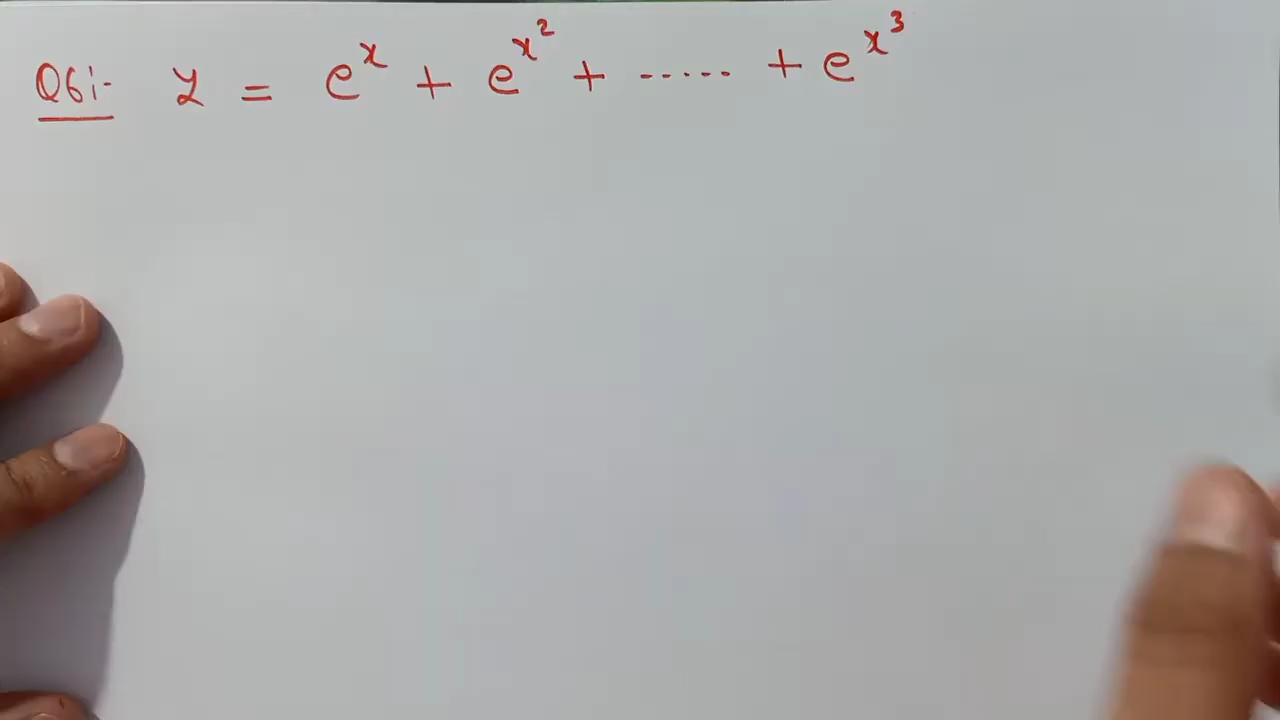 Q6:- y = e^x + e^{x^2} + ..... + e^{x^3}